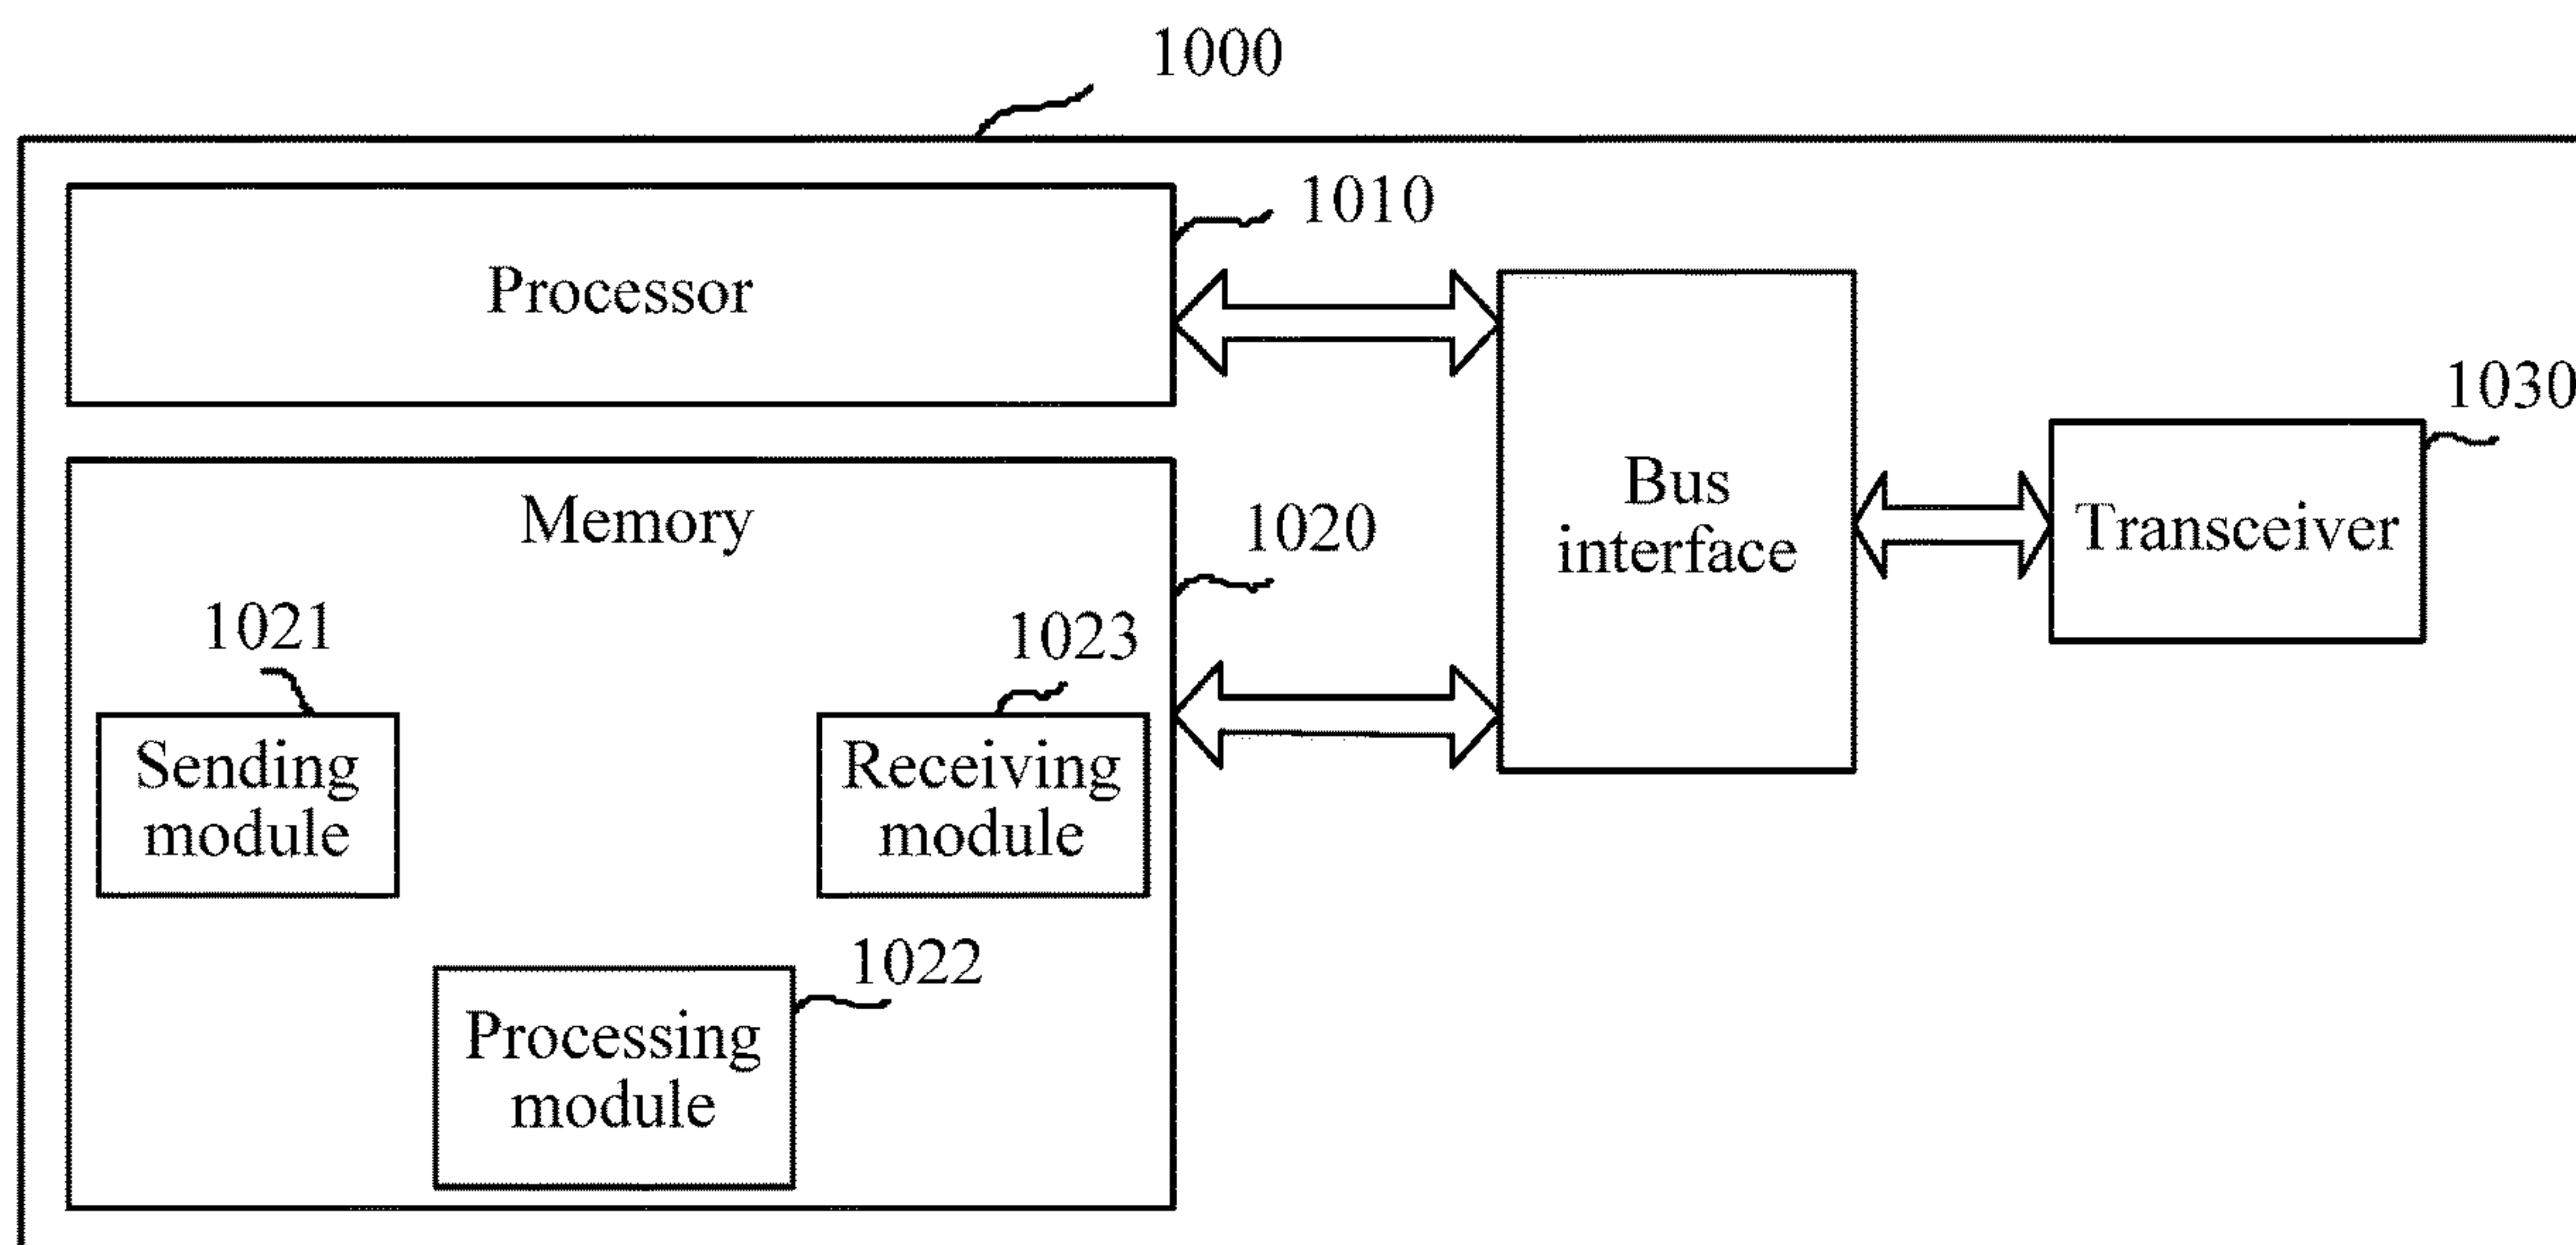 1000
1010
Processor
1030
Bus
interface
Transceiver
Memory
1020
1021
1023
Sending
module
Receiving
module
1022
Processing
module